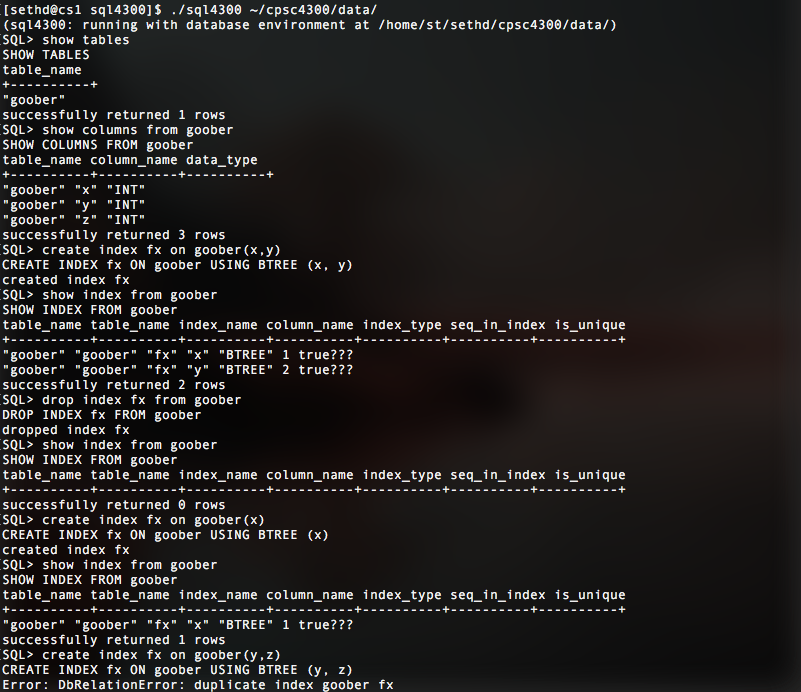 [sethd@cs1 sql4300]$ ./sql4300 ~/cpsc4300/data/
(sql4300: running with database environment at /home/st/sethd/cpsc4300/data/)
SQL> show tables
SHOW TABLES
table_name
+----------+
"goober"
successfully returned 1 rows
SQL> show columns from goober
SHOW COLUMNS FROM goober
table_name column_name data_type
+----------+----------+----------+
"goober" "x" "INT"
"goober" "y" "INT"
"goober" "z" "INT"
successfully returned 3 rows
SQL> create index fx on goober(x,y)
CREATE INDEX fx ON goober USING BTREE (x, y)
created index fx
SQL> show index from goober
SHOW INDEX FROM goober
table_name table_name index_name column_name index_type seq_in_index is_unique
+----------+----------+----------+----------+----------+----------+----------+
"goober" "goober" "fx" "x" "BTREE" 1 true???
"goober" "goober" "fx" "y" "BTREE" 2 true???
successfully returned 2 rows
SQL> drop index fx from goober
DROP INDEX fx FROM goober
dropped index fx
SQL> show index from goober
SHOW INDEX FROM goober
table_name table_name index_name column_name index_type seq_in_index is_unique
+----------+----------+----------+----------+----------+----------+----------+
successfully returned 0 rows
SQL> create index fx on goober(x)
CREATE INDEX fx ON goober USING BTREE (x)
created index fx
SQL> show index from goober
SHOW INDEX FROM goober
table_name table_name index_name column_name index_type seq_in_index is_unique
+----------+----------+----------+----------+----------+----------+----------+
"goober" "goober" "fx" "x" "BTREE" 1 true???
successfully returned 1 rows
SQL> create index fx on goober(y,z)
CREATE INDEX fx ON goober USING BTREE (y, z)
Error: DbRelationError: duplicate index goober fx